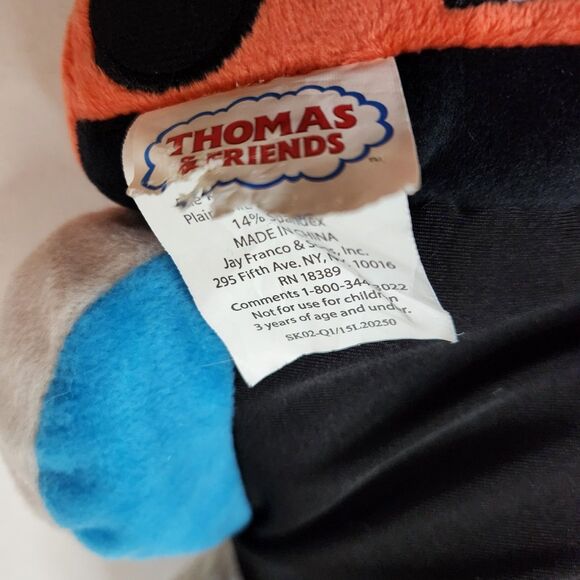 THOMAS
& FRIENDS
™
14% Spandex
MADE IN CHINA
Jay Franco & Sons, Inc.
295 Fifth Ave. NY, NY, 10016
RN 18389
Comments 1-800-344-2022
Not for use for children
3 years of age and under.
SK02-Q1/15L20250